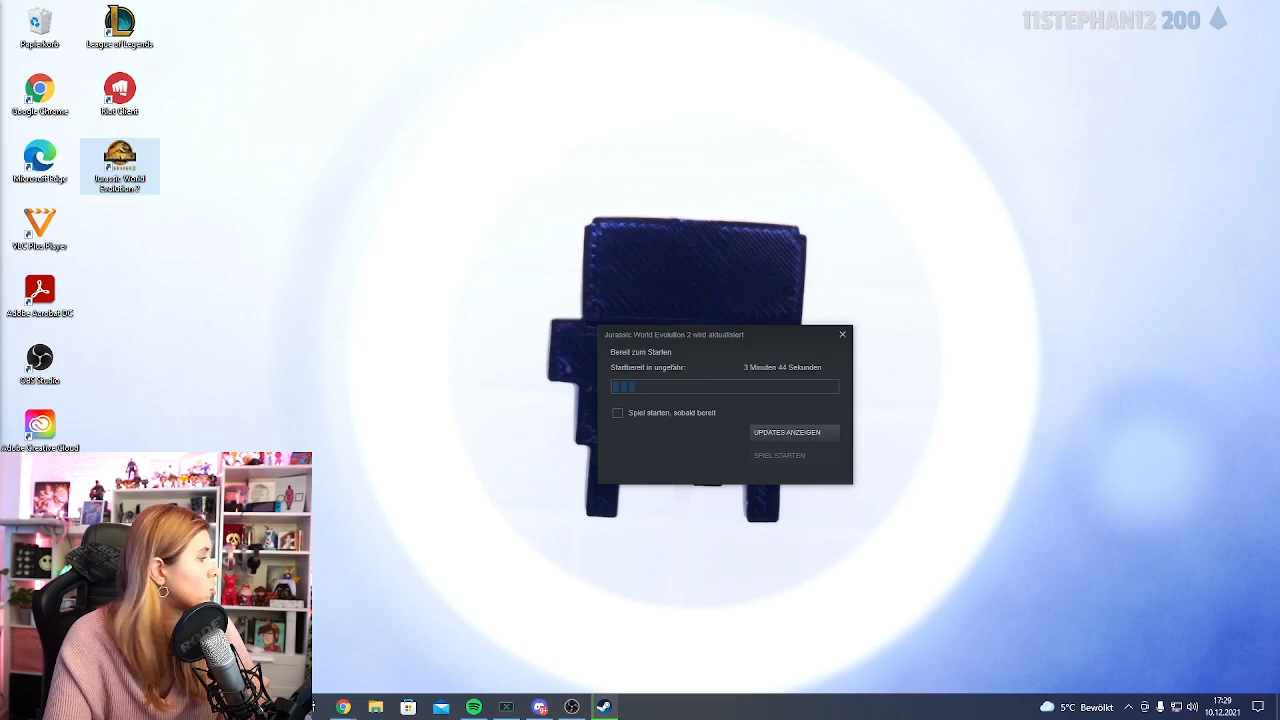 11STEPHAN12 200
Papierkorb
League of Legends
Google Chrome
Riot Client
Microsoft Edge
Jurassic World
Evolution 2
VLC Plus Player
Adobe Acrobat DC
OBS Studio
Adobe Creative Cloud
Jurassic World Evolution 2 wird aktualisiert
Bereit zum Starten
Startbereit in ungefähr: 3 Minuten 44 Sekunden
Spiel starten, sobald bereit
UPDATES ANZEIGEN
SPIEL STARTEN
RODE
5°C Bewölkt
17:29
10.12.2021